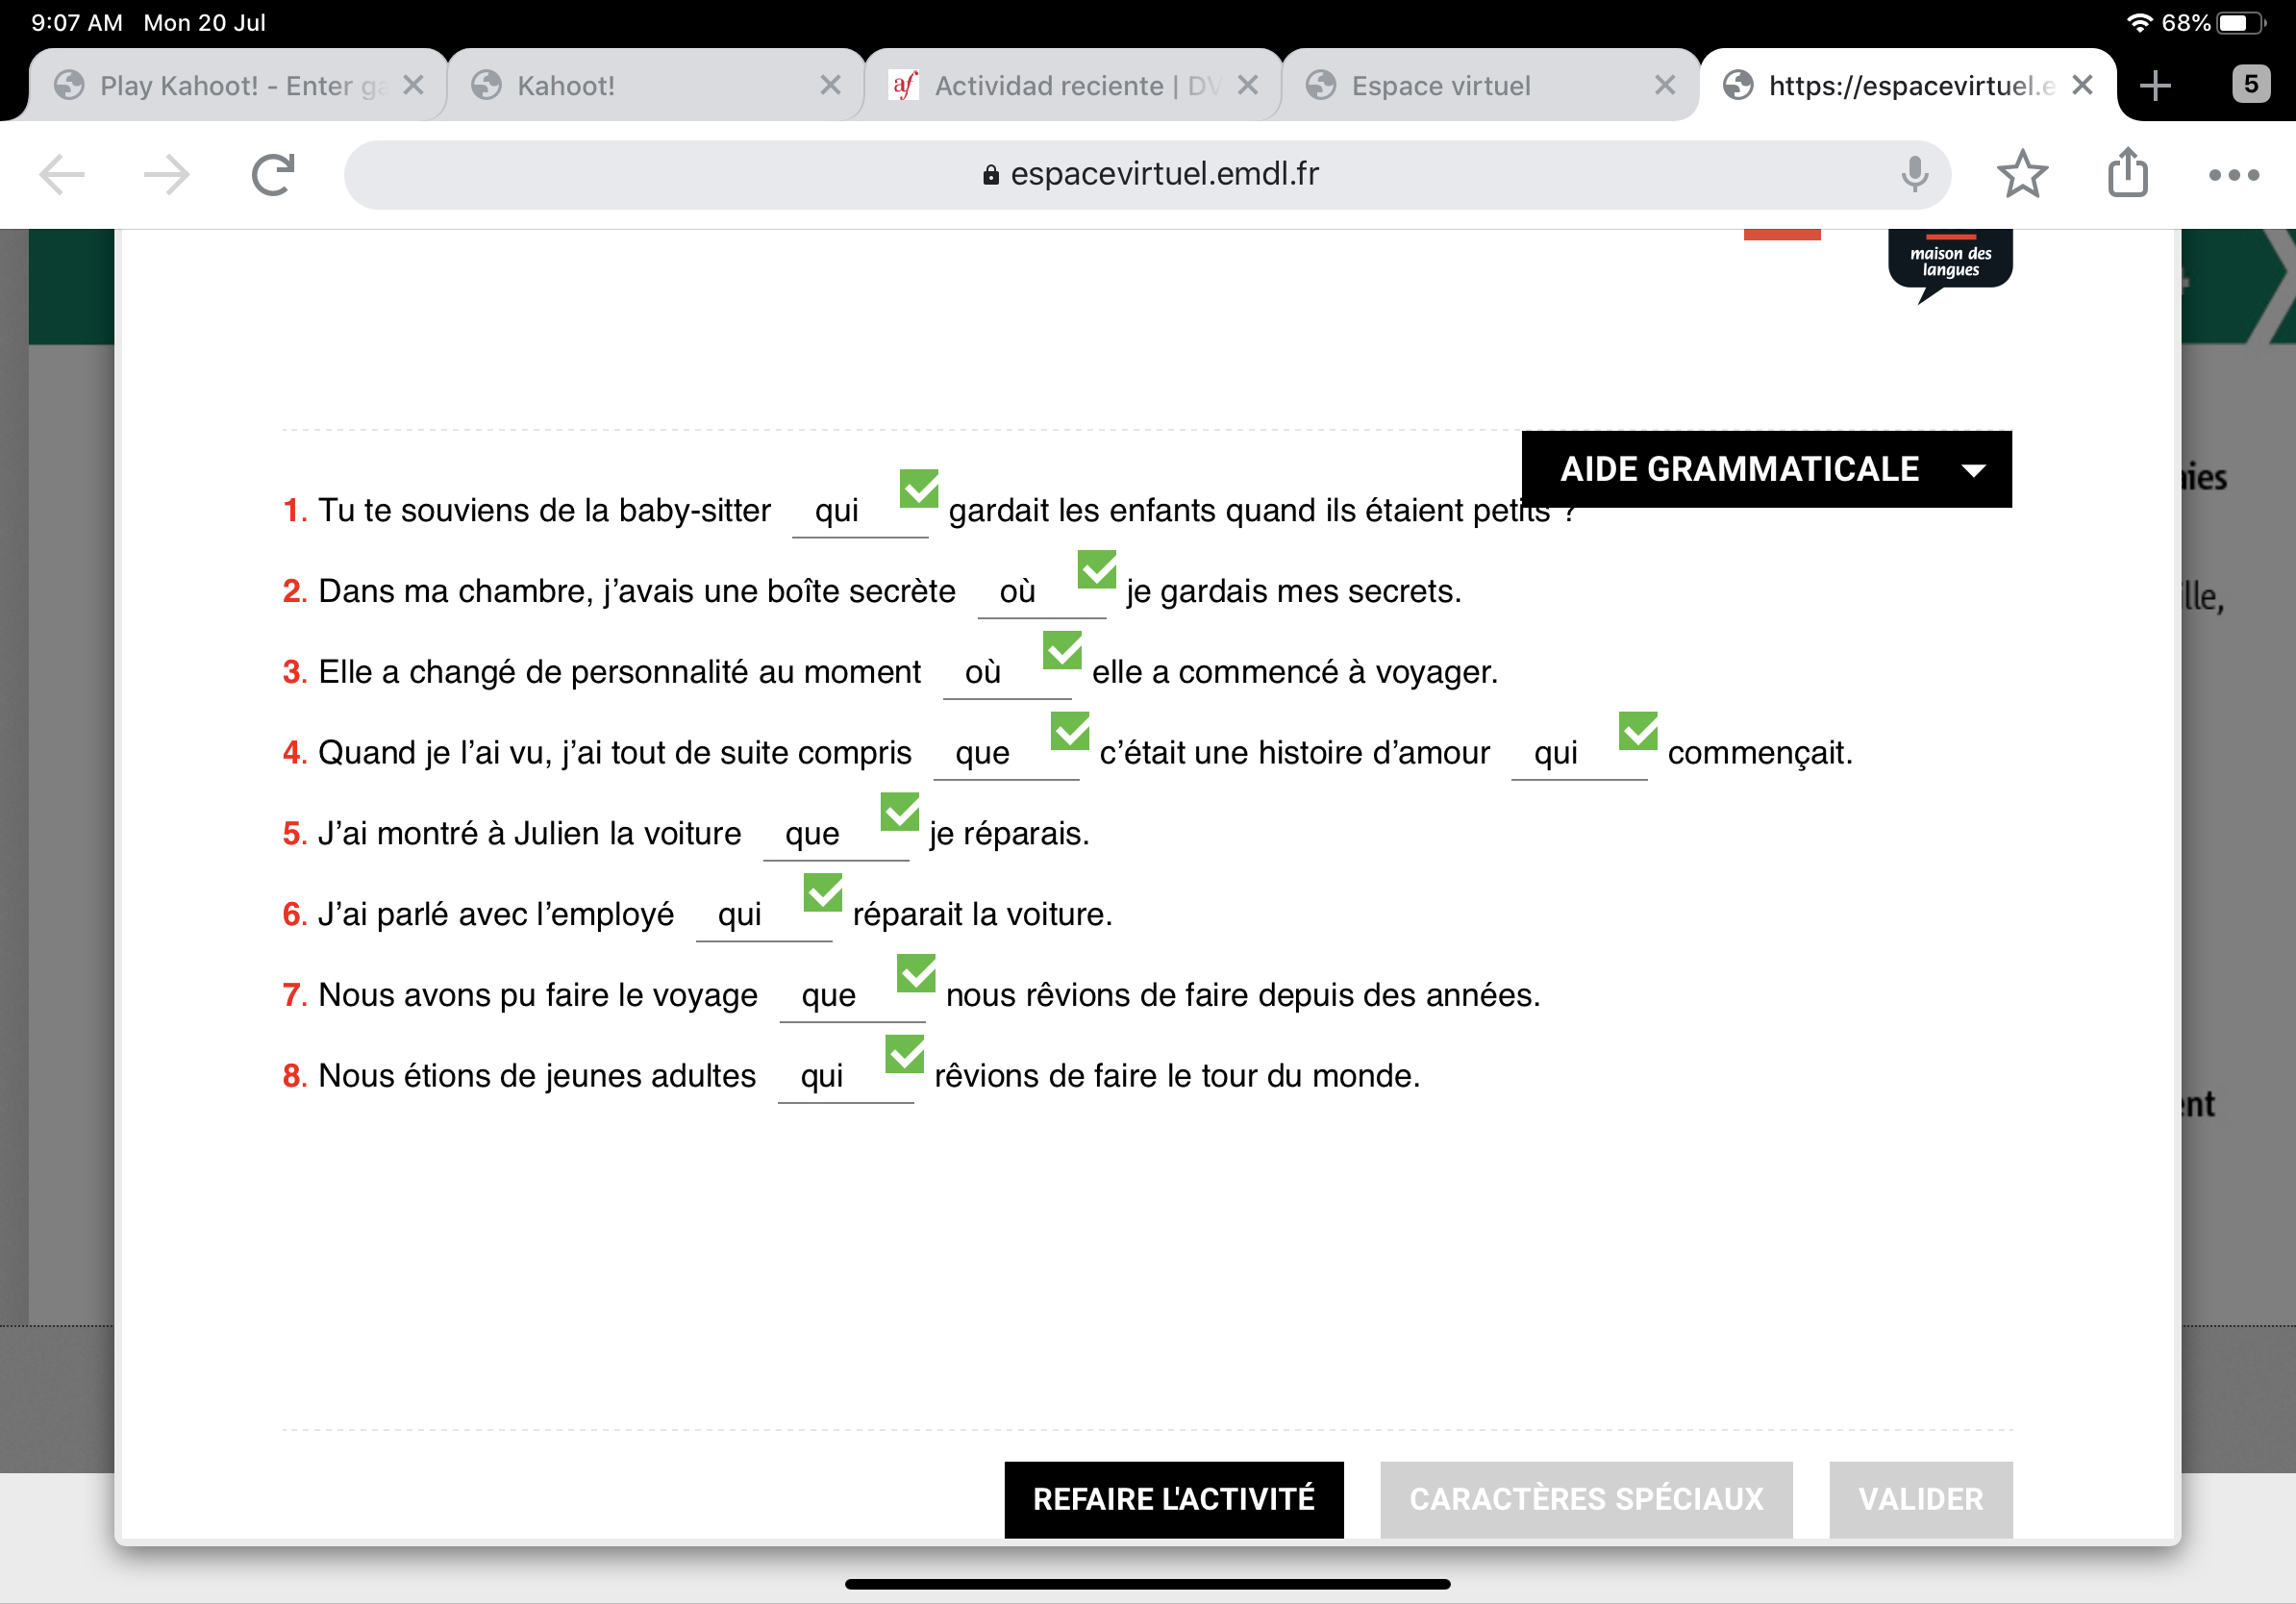 9:07 AM Mon 20 Jul
68%
Play Kahoot! - Enter ga
Kahoot!
Actividad reciente | DV
Espace virtuel
https://espacevirtuel.e
5
espacevirtuel.emdl.fr
maison des
langues
AIDE GRAMMATICALE
1. Tu te souviens de la baby-sitter qui gardait les enfants quand ils étaient petits ?
2. Dans ma chambre, j’avais une boîte secrète où je gardais mes secrets.
3. Elle a changé de personnalité au moment où elle a commencé à voyager.
4. Quand je l’ai vu, j’ai tout de suite compris que c’était une histoire d’amour qui commençait.
5. J’ai montré à Julien la voiture que je réparais.
6. J’ai parlé avec l’employé qui réparait la voiture.
7. Nous avons pu faire le voyage que nous rêvions de faire depuis des années.
8. Nous étions de jeunes adultes qui rêvions de faire le tour du monde.
REFAIRE L'ACTIVITÉ
CARACTÈRES SPÉCIAUX
VALIDER